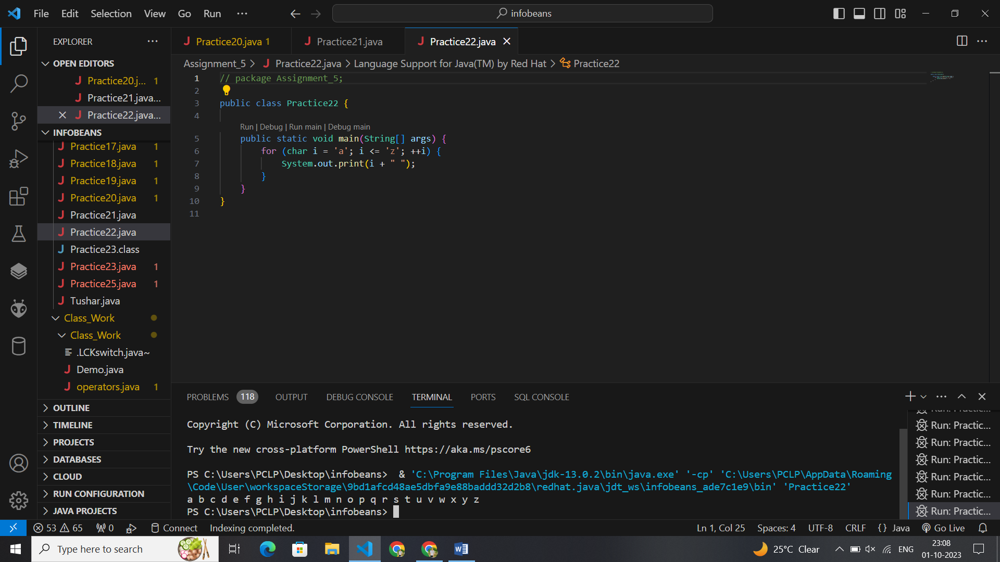 File Edit Selection View Go Run ···
infobeans
EXPLORER ···
OPEN EDITORS
Practice20.j... 1
Practice21.java...
Practice22.java...
INFOBEANS
Practice17.java 1
Practice18.java 1
Practice19.java 1
Practice20.java 1
Practice21.java
Practice22.java
Practice23.class
Practice23.java 1
Practice25.java 1
Tushar.java
Class_Work
Class_Work
.LCKswitch.java~
Demo.java
operators.java 1
OUTLINE
TIMELINE
PROJECTS
DATABASES
CLOUD
RUN CONFIGURATION
JAVA PROJECTS
Practice20.java 1 Practice21.java Practice22.java
Assignment_5 > Practice22.java > Language Support for Java(TM) by Red Hat > Practice22
1 // package Assignment_5;
2
3 public class Practice22 {
4
Run | Debug | Run main | Debug main
5 public static void main(String[] args) {
6 for (char i = 'a'; i <= 'z'; ++i) {
7 System.out.print(i + " ");
8 }
9 }
10 }
11
PROBLEMS 118 OUTPUT DEBUG CONSOLE TERMINAL PORTS SQL CONSOLE
Copyright (C) Microsoft Corporation. All rights reserved.
Try the new cross-platform PowerShell https://aka.ms/pscore6
PS C:\Users\PCLP\Desktop\infobeans> & 'C:\Program Files\Java\jdk-13.0.2\bin\java.exe' '-cp' 'C:\Users\PCLP\AppData\Roaming
\Code\User\workspaceStorage\9bd1afcd48ae5dbfa9e88baddd32d2b8\redhat.java\jdt_ws\infobeans_ade7c1e9\bin' 'Practice22'
a b c d e f g h i j k l m n o p q r s t u v w x y z
PS C:\Users\PCLP\Desktop\infobeans>
Run: Practic...
Run: Practic...
Run: Practic...
Run: Practic...
Run: Practic...
Run: Practic...
53 65 0 Connect Indexing completed.
Ln 1, Col 25 Spaces: 4 UTF-8 CRLF {} Java Go Live
Type here to search
25°C Clear ENG
23:08
01-10-2023